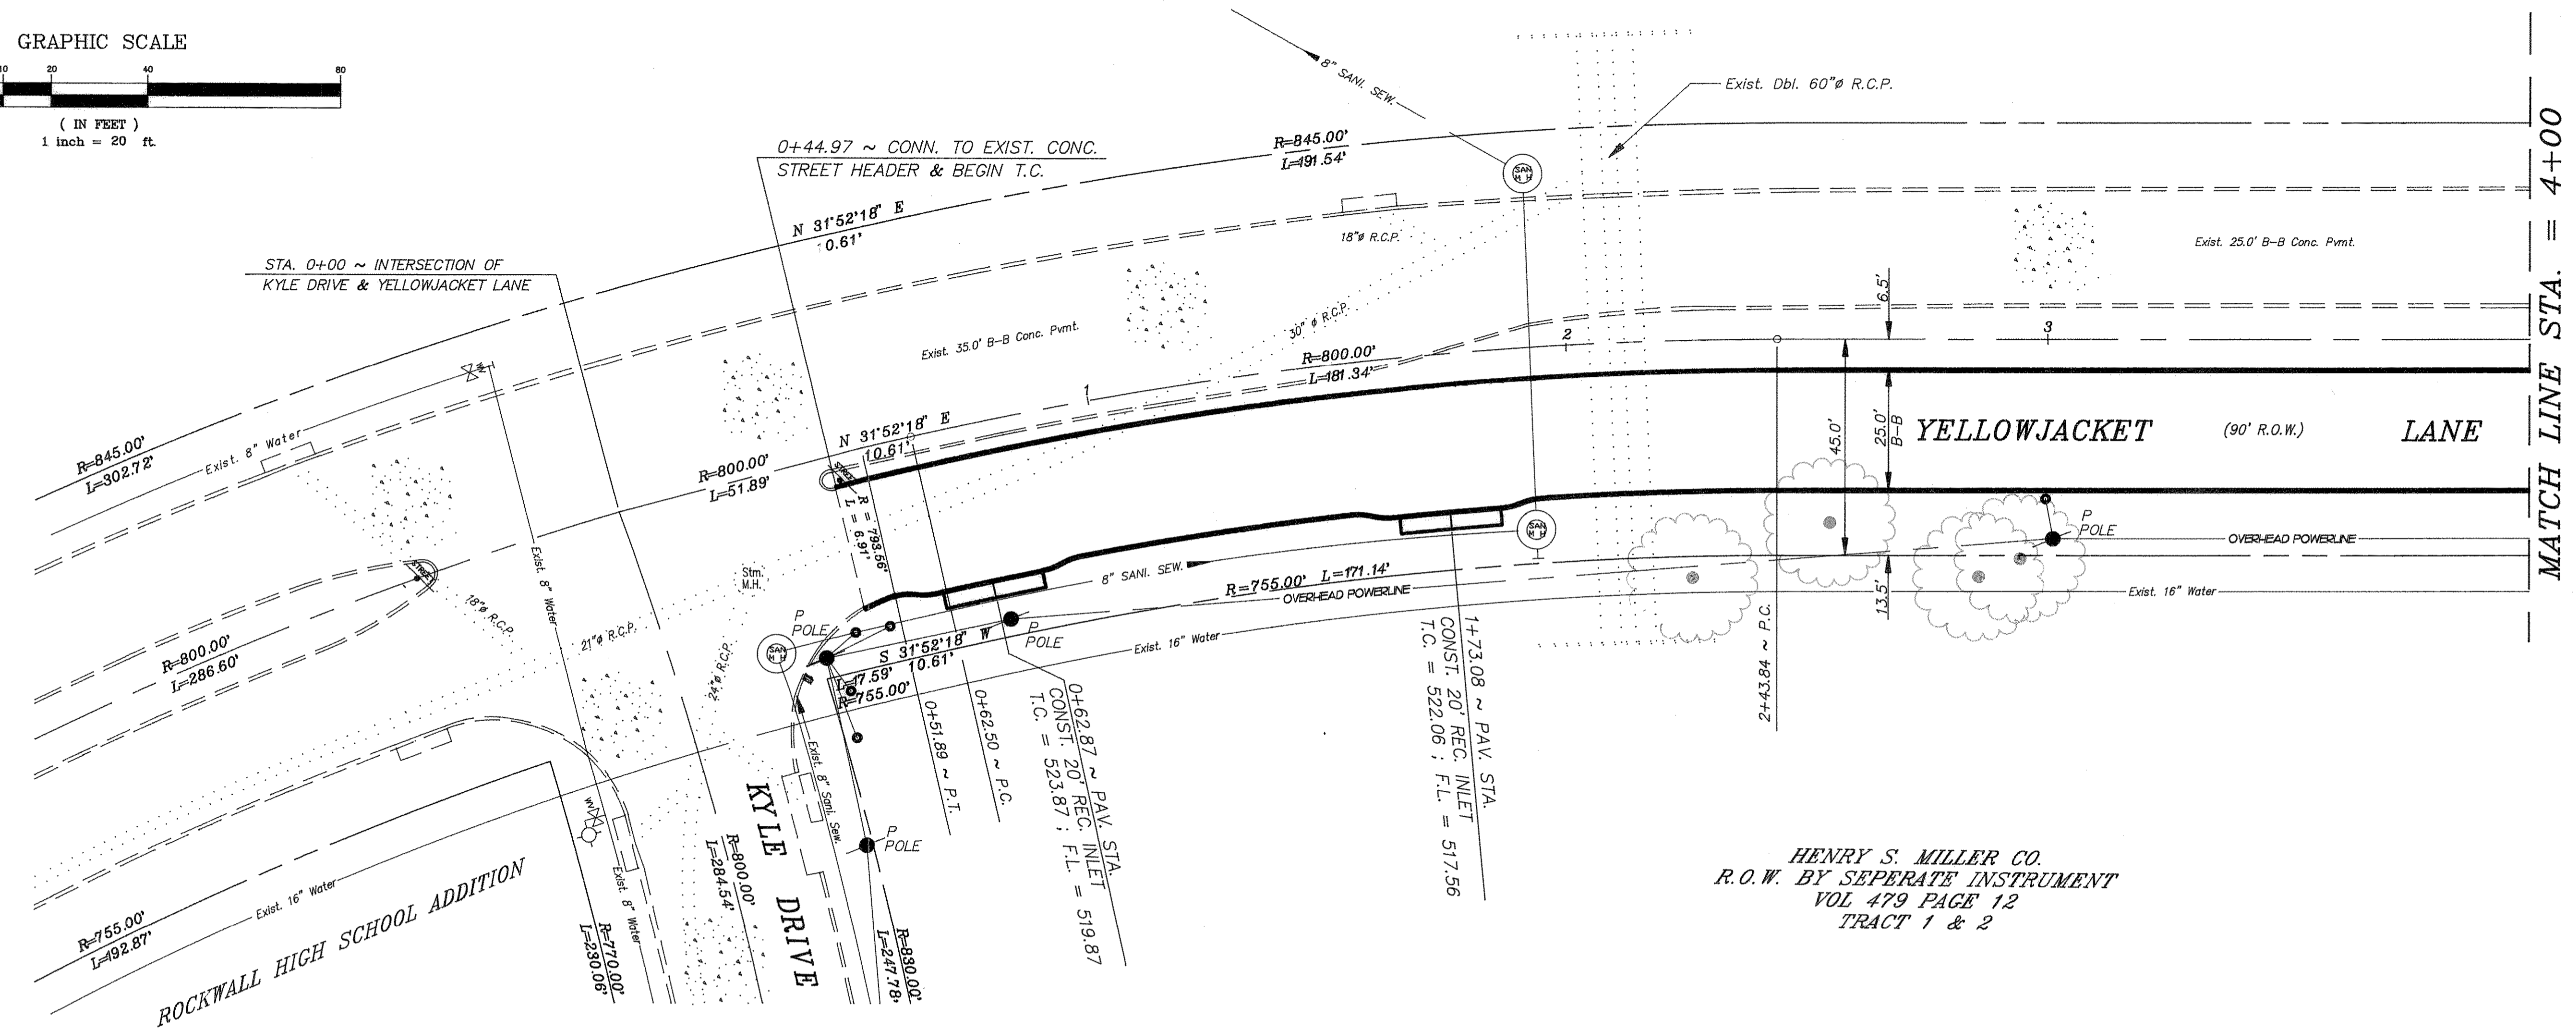 GRAPHIC SCALE
10 20 40 80
( IN FEET )
1 inch = 20 ft.
8" SANI. SEW.
Exist. Dbl. 60"ø R.C.P.
0+44.97 ~ CONN. TO EXIST. CONC.
STREET HEADER & BEGIN T.C.
R=845.00'
L=191.54'
SAN
M H
N 31°52'18" E
10.61'
18"ø R.C.P.
Exist. 25.0' B-B Conc. Pvmt.
STA. 0+00 ~ INTERSECTION OF
KYLE DRIVE & YELLOWJACKET LANE
Exist. 35.0' B-B Conc. Pvmt.
30" ø R.C.P.
6.5'
1
2
3
R=800.00'
L=181.34'
MATCH LINE STA. = 4+00
R=845.00'
L=302.72'
Exist. 8" Water
N 31°52'18" E
10.61'
R=800.00'
L=51.89'
STREET
R = 793.56'
L = 6.91'
45.0'
25.0'
B-B
YELLOWJACKET (90' R.O.W.) LANE
SAN
M H
P
POLE
OVERHEAD POWERLINE
Exist. 8" Water
18"ø R.C.P.
Stm.
M.H.
8" SANI. SEW.
R=755.00' L=171.14'
OVERHEAD POWERLINE
13.5'
Exist. 16" Water
21"ø R.C.P.
24"ø R.C.P.
P
POLE
SAN
M H
P
POLE
S 31°52'18" W
10.61'
L=17.59'
R=755.00'
Exist. 16" Water
R=800.00'
L=286.60'
0+51.89 ~ P.T.
0+62.50 ~ P.C.
0+62.87 ~ PAV. STA.
CONST. 20' REC. INLET
T.C. = 523.87 ; F.L. = 519.87
1+73.08 ~ PAV. STA.
CONST. 20' REC. INLET
T.C. = 522.06 ; F.L. = 517.56
2+43.84 ~ P.C.
Exist. 8" Sani. Sew.
WV
KYLE DRIVE
P
POLE
R=800.00'
L=284.54'
R=830.00'
L=247.78'
Exist. 8" Water
R=770.00'
L=230.06'
R=755.00'
L=192.87'
Exist. 16" Water
ROCKWALL HIGH SCHOOL ADDITION
HENRY S. MILLER CO.
R.O.W. BY SEPERATE INSTRUMENT
VOL 479 PAGE 12
TRACT 1 & 2